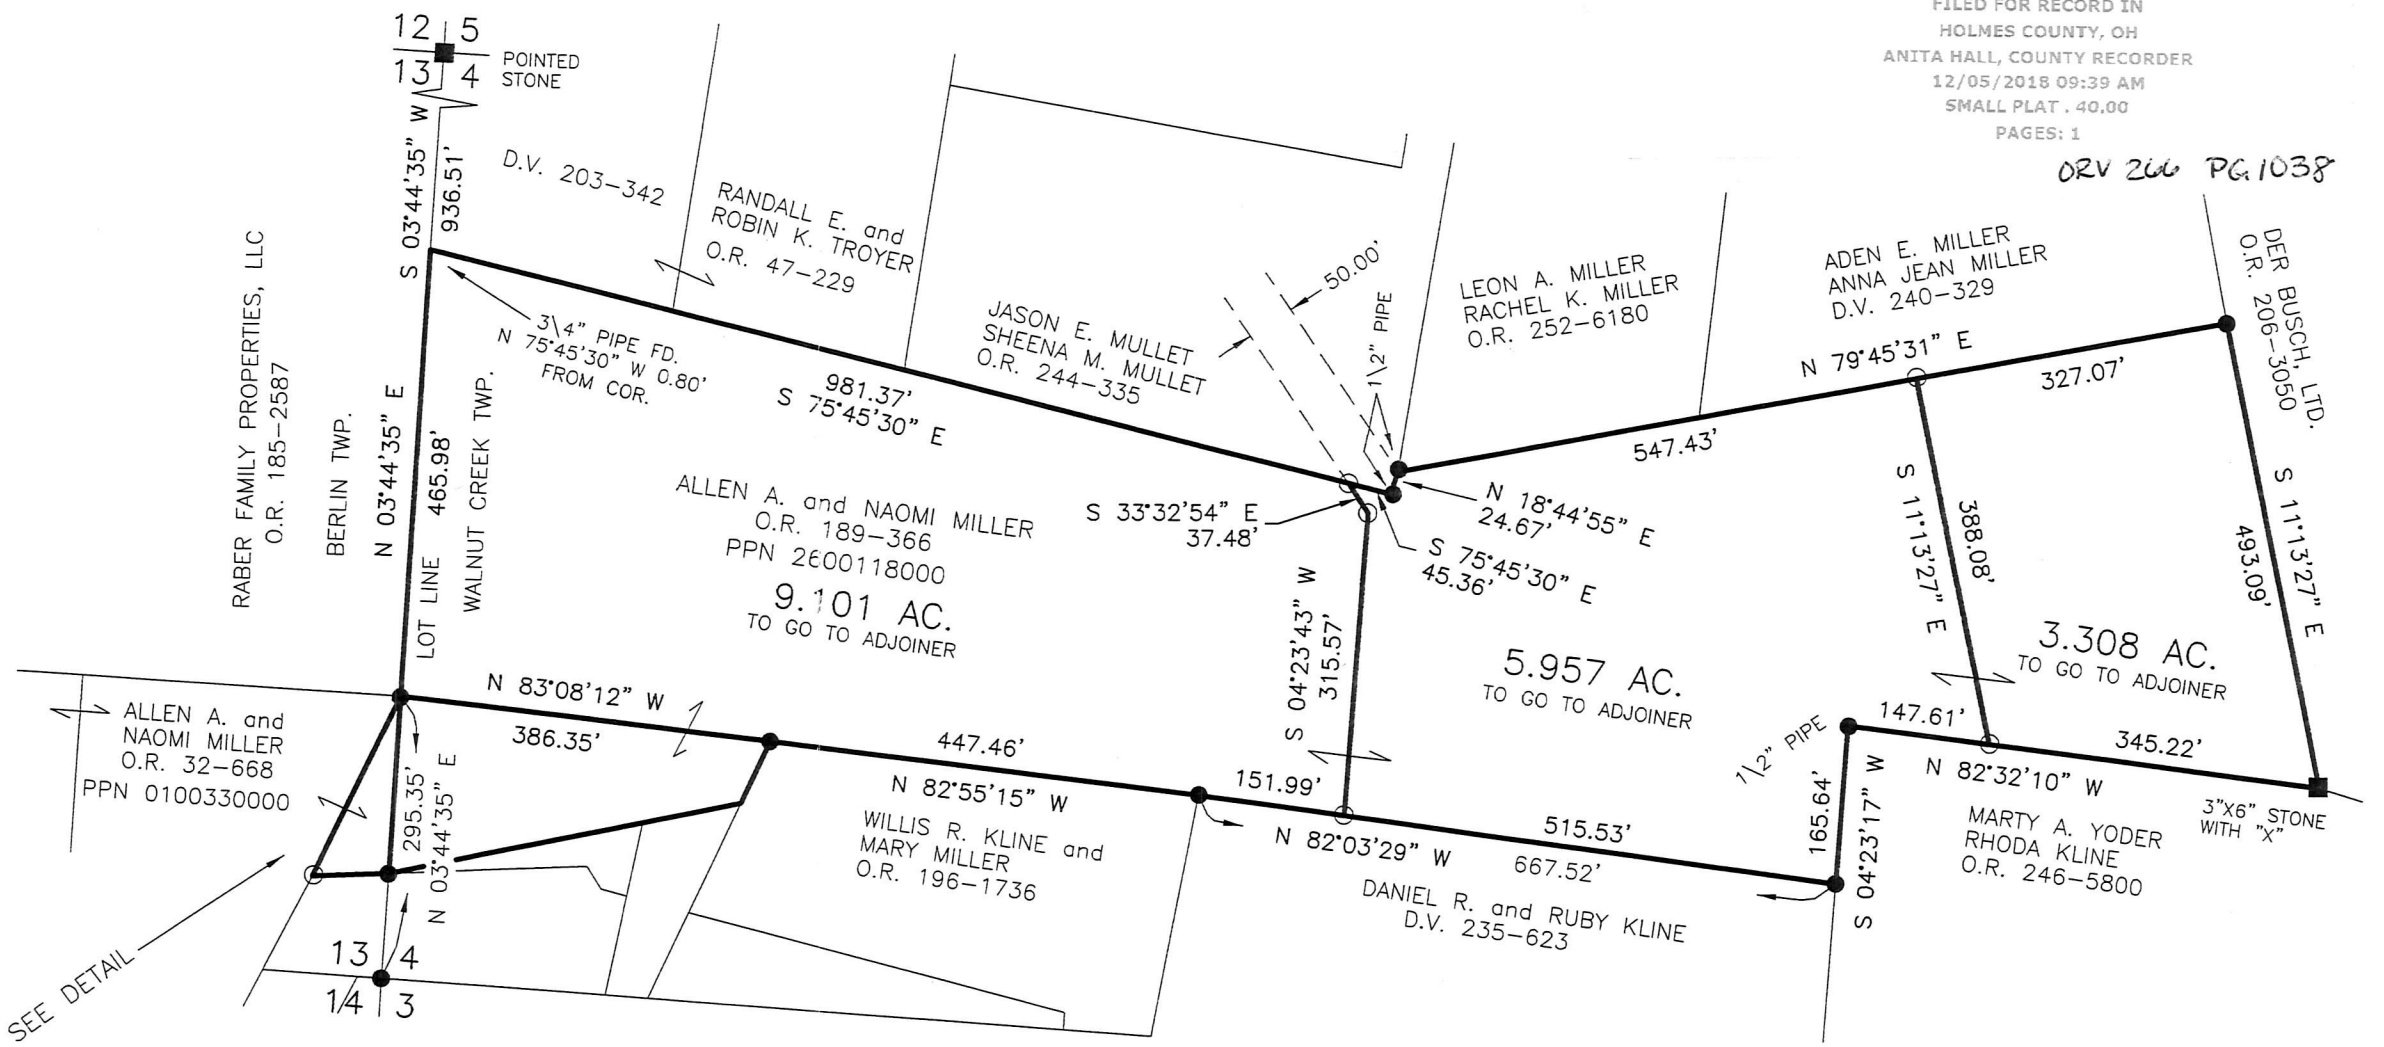 FILED FOR RECORD IN
HOLMES COUNTY, OH
ANITA HALL, COUNTY RECORDER
12/05/2018 09:39 AM
SMALL PLAT . 40.00
PAGES: 1
ORV 266 PG. 1038
12 5
13 4
POINTED
STONE
S 03°44'35" W
936.51'
D.V. 203-342
RANDALL E. and
ROBIN K. TROYER
O.R. 47-229
JASON E. MULLET
SHEENA M. MULLET
O.R. 244-335
50.00'
1\2" PIPE
LEON A. MILLER
RACHEL K. MILLER
O.R. 252-6180
ADEN E. MILLER
ANNA JEAN MILLER
D.V. 240-329
DER BUSCH, LTD.
O.R. 206-3050
RABER FAMILY PROPERTIES, LLC
O.R. 185-2587
BERLIN TWP.
N 03°44'35" E
465.98'
LOT LINE
WALNUT CREEK TWP.
3\4" PIPE FD.
N 75°45'30" W 0.80'
FROM COR.
981.37'
S 75°45'30" E
N 79°45'31" E
327.07'
547.43'
ALLEN A. and NAOMI MILLER
O.R. 189-366
PPN 2600118000
9.101 AC.
TO GO TO ADJOINER
S 33°32'54" E
37.48'
N 18°44'55" E
24.67'
S 75°45'30" E
45.36'
S 04°23'43" W
315.57'
S 11°13'27" E
388.08'
S 11°13'27" E
493.09'
5.957 AC.
TO GO TO ADJOINER
3.308 AC.
TO GO TO ADJOINER
N 83°08'12" W
386.35'
447.46'
N 82°55'15" W
151.99'
N 82°03'29" W
515.53'
667.52'
1\2" PIPE
147.61'
345.22'
N 82°32'10" W
165.64'
S 04°23'17" W
3"X6" STONE
WITH "X"
ALLEN A. and
NAOMI MILLER
O.R. 32-668
PPN 0100330000
295.35'
N 03°44'35" E
WILLIS R. KLINE and
MARY MILLER
O.R. 196-1736
DANIEL R. and RUBY KLINE
D.V. 235-623
MARTY A. YODER
RHODA KLINE
O.R. 246-5800
SEE DETAIL
13 4
14 3